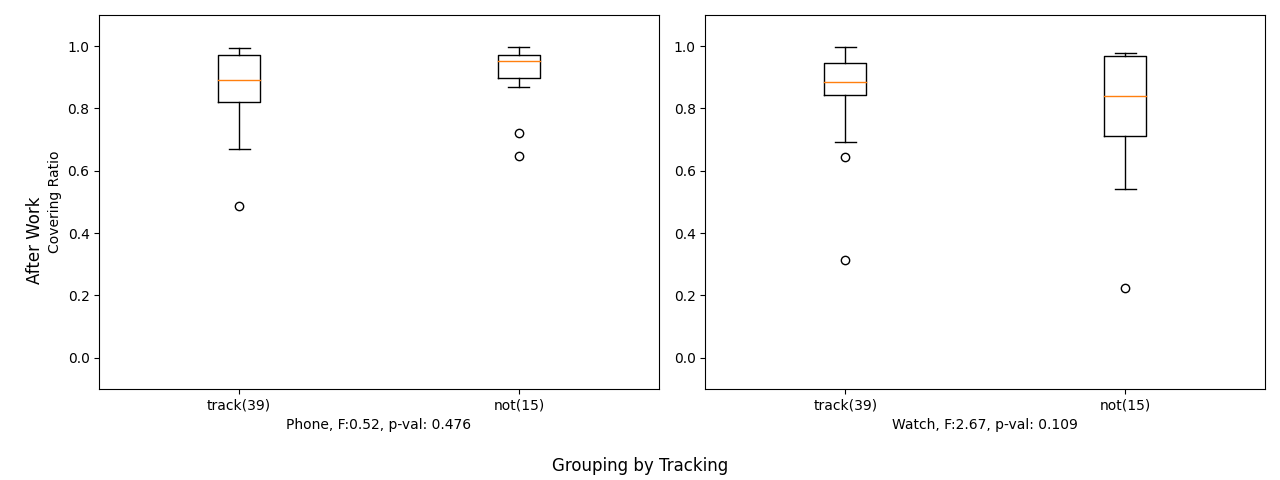 After Work
Covering Ratio
1.0
0.8
0.6
0.4
0.2
0.0
track(39) not(15)
Phone, F:0.52, p-val: 0.476
1.0
0.8
0.6
0.4
0.2
0.0
track(39) not(15)
Watch, F:2.67, p-val: 0.109
Grouping by Tracking